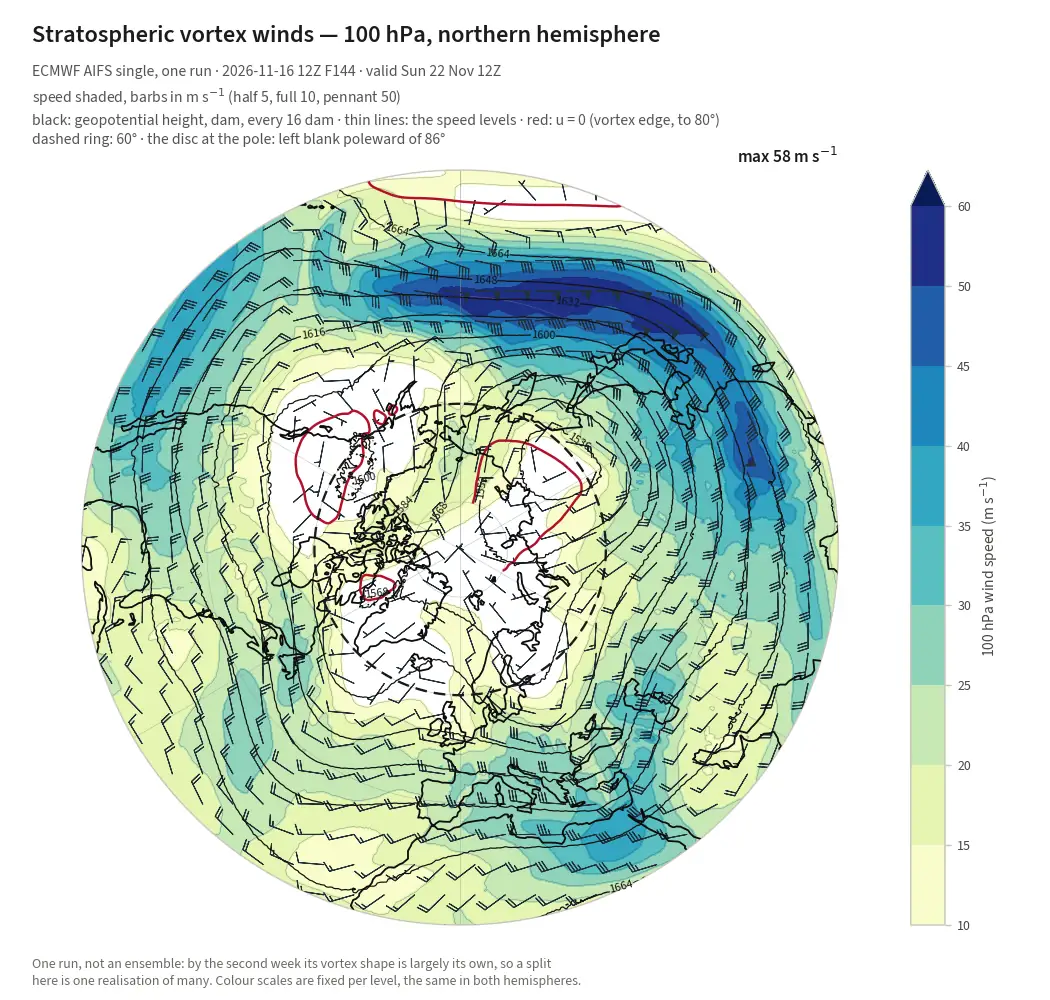 Stratospheric vortex winds — 100 hPa, northern hemisphere
ECMWF AIFS single, one run · 2026-11-16 12Z F144 · valid Sun 22 Nov 12Z
speed shaded, barbs in m s⁻¹ (half 5, full 10, pennant 50)
black: geopotential height, dam, every 16 dam · thin lines: the speed levels · red: u = 0 (vortex edge, to 80°)
dashed ring: 60° · the disc at the pole: left blank poleward of 86°
max 58 m s⁻¹
60
50
45
40
35
30
25
20
15
10
100 hPa wind speed (m s⁻¹)
1664
1664
1648
1632
1616
1600
1536
1600
1584
1568
1568
1664
One run, not an ensemble: by the second week its vortex shape is largely its own, so a split
here is one realisation of many. Colour scales are fixed per level, the same in both hemispheres.